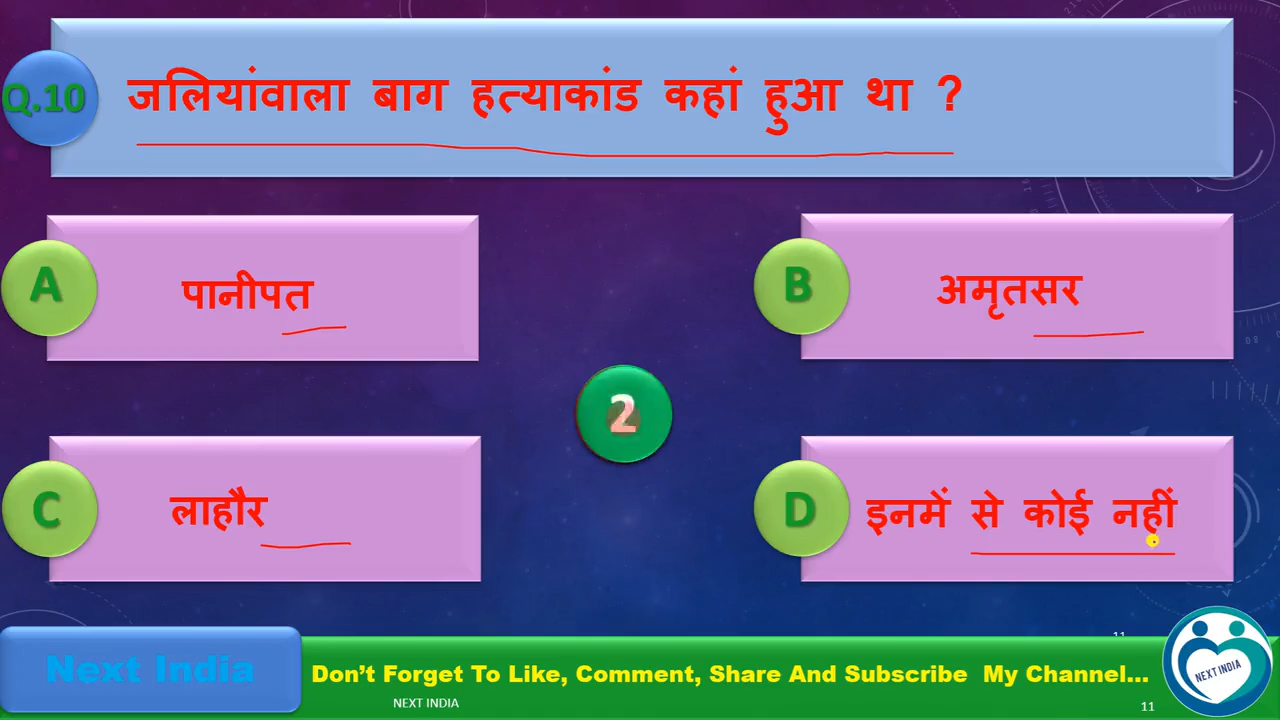 Q.10
जलियांवाला बाग हत्याकांड कहां हुआ था ?
A
पानीपत
B
अमृतसर
2
C
लाहौर
D
इनमें से कोई नहीं
11
Next India
Don't Forget To Like, Comment, Share And Subscribe My Channel...
NEXT INDIA
NEXT INDIA
11